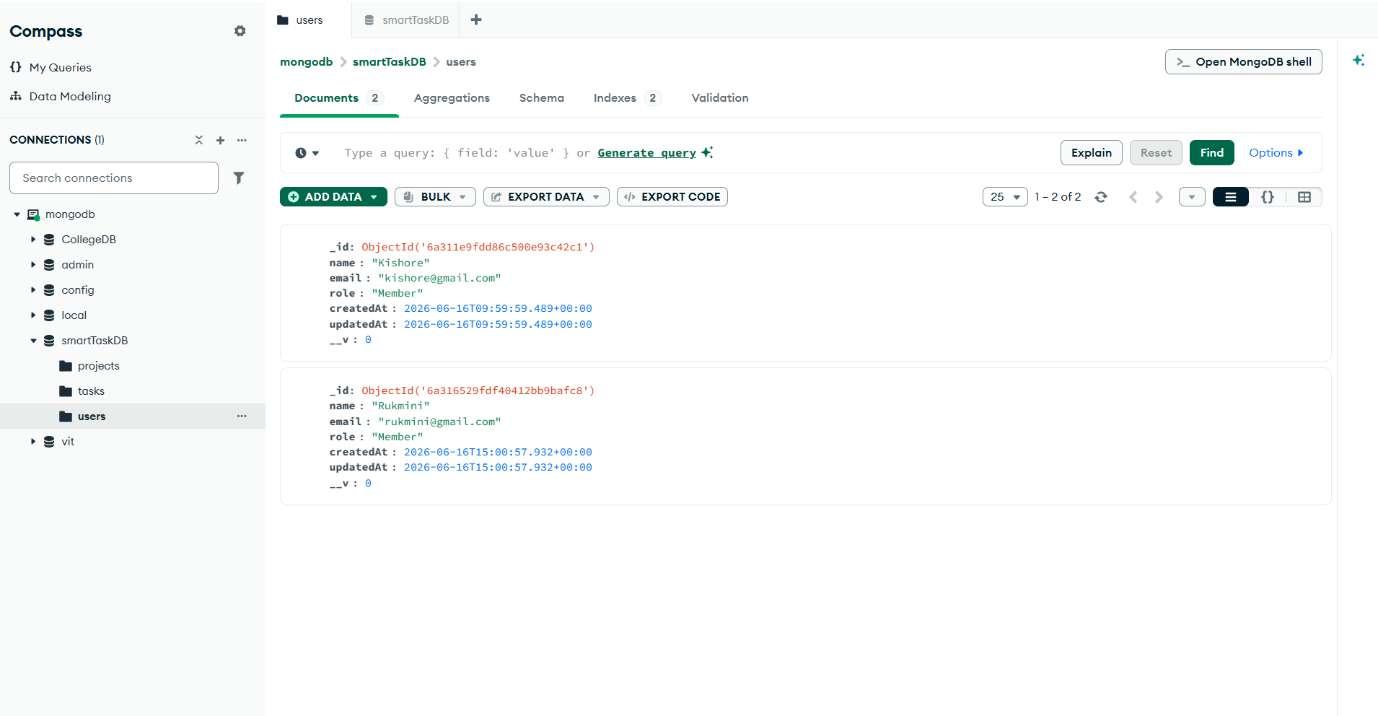 Compass
My Queries
Data Modeling
CONNECTIONS (1)
Search connections
mongodb
CollegeDB
admin
config
local
smartTaskDB
projects
tasks
users
vit
users
smartTaskDB
mongodb > smartTaskDB > users
>_ Open MongoDB shell
Documents 2 Aggregations Schema Indexes 2 Validation
Type a query: { field: 'value' } or Generate query
Explain Reset Find Options
ADD DATA BULK EXPORT DATA EXPORT CODE
25 1 – 2 of 2 {}
_id: ObjectId('6a311e9fdd86c500e93c42c1')
name : "Kishore"
email : "kishore@gmail.com"
role : "Member"
createdAt : 2026-06-16T09:59:59.489+00:00
updatedAt : 2026-06-16T09:59:59.489+00:00
__v : 0
_id: ObjectId('6a316529fdf40412bb9bafc8')
name : "Rukmini"
email : "rukmini@gmail.com"
role : "Member"
createdAt : 2026-06-16T15:00:57.932+00:00
updatedAt : 2026-06-16T15:00:57.932+00:00
__v : 0